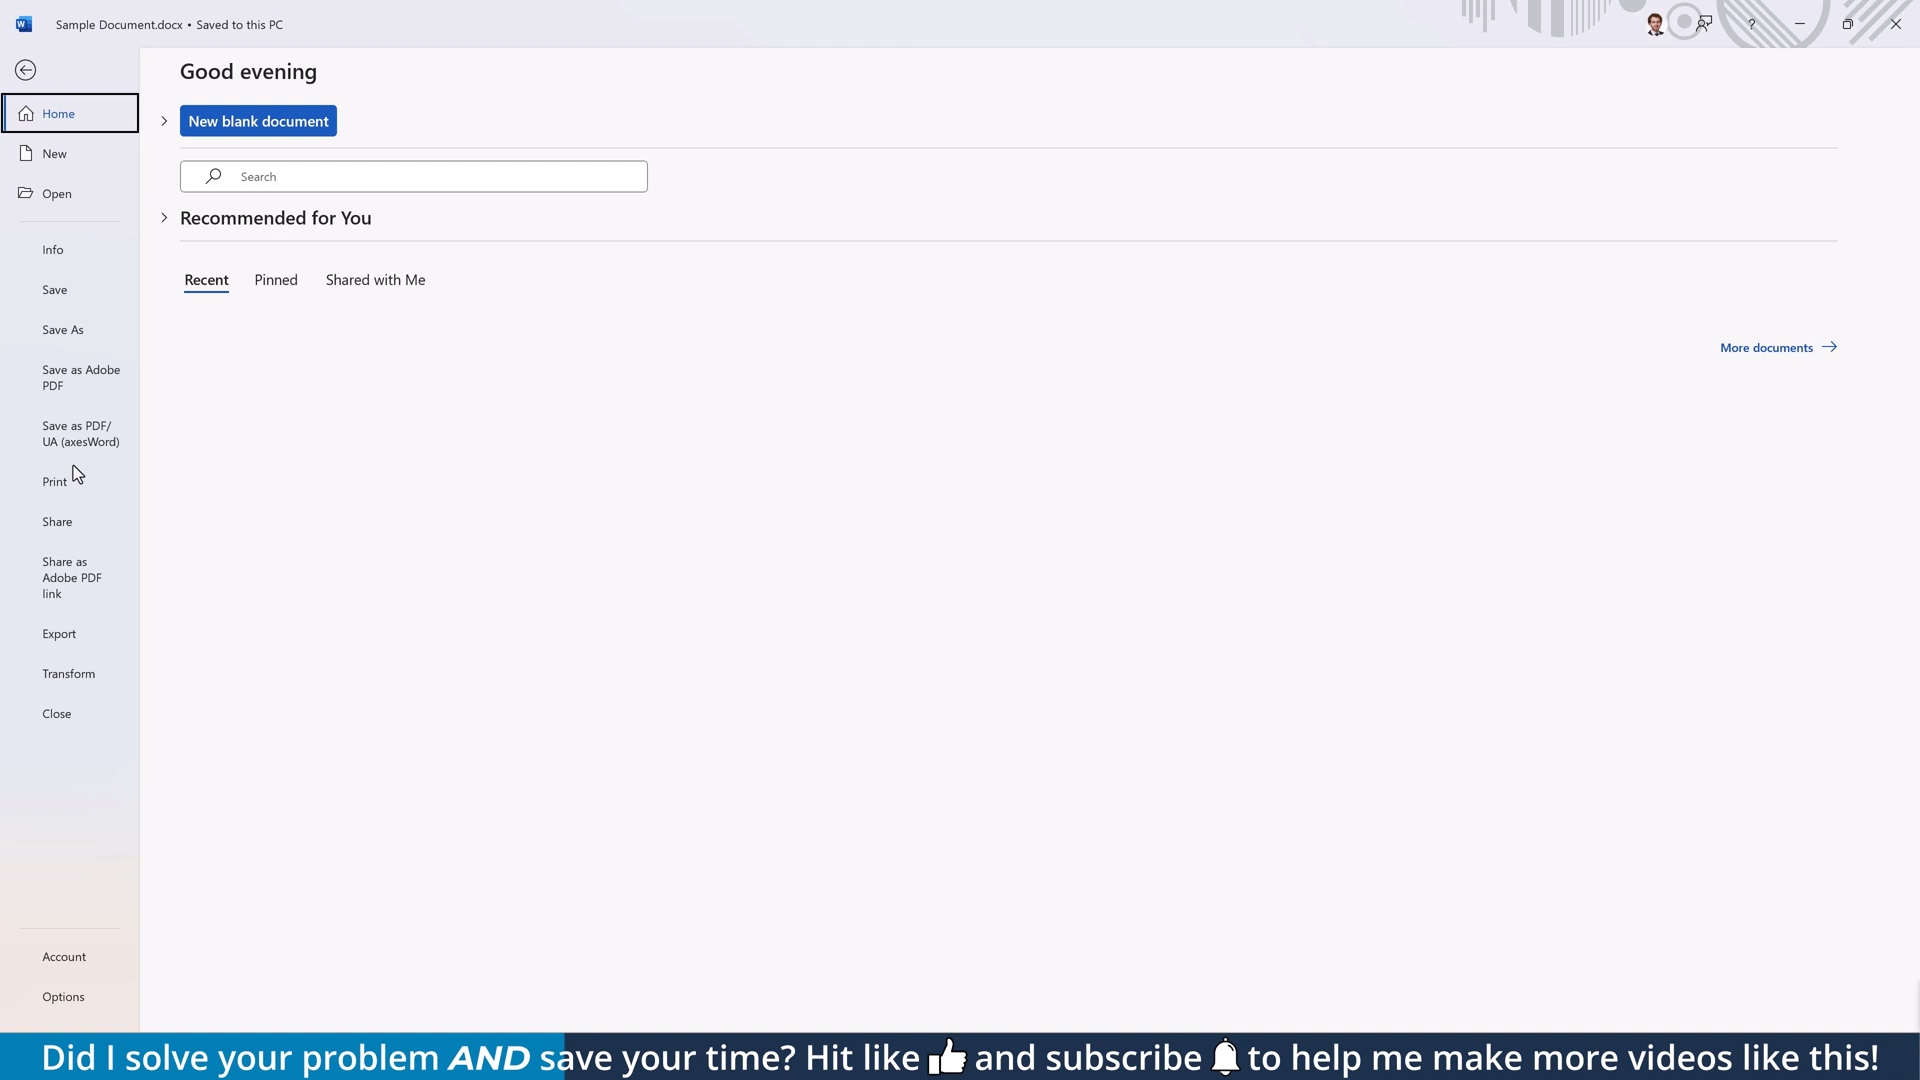 Sample Document.docx • Saved to this PC
?
Good evening
Home
New blank document
New
Search
Open
Recommended for You
Info
Recent Pinned Shared with Me
Save
Save As
More documents
Save as Adobe
PDF
Save as PDF/
UA (axesWord)
Print
Share
Share as
Adobe PDF
link
Export
Transform
Close
Account
Options
Did I solve your problem AND save your time? Hit like and subscribe to help me make more videos like this!